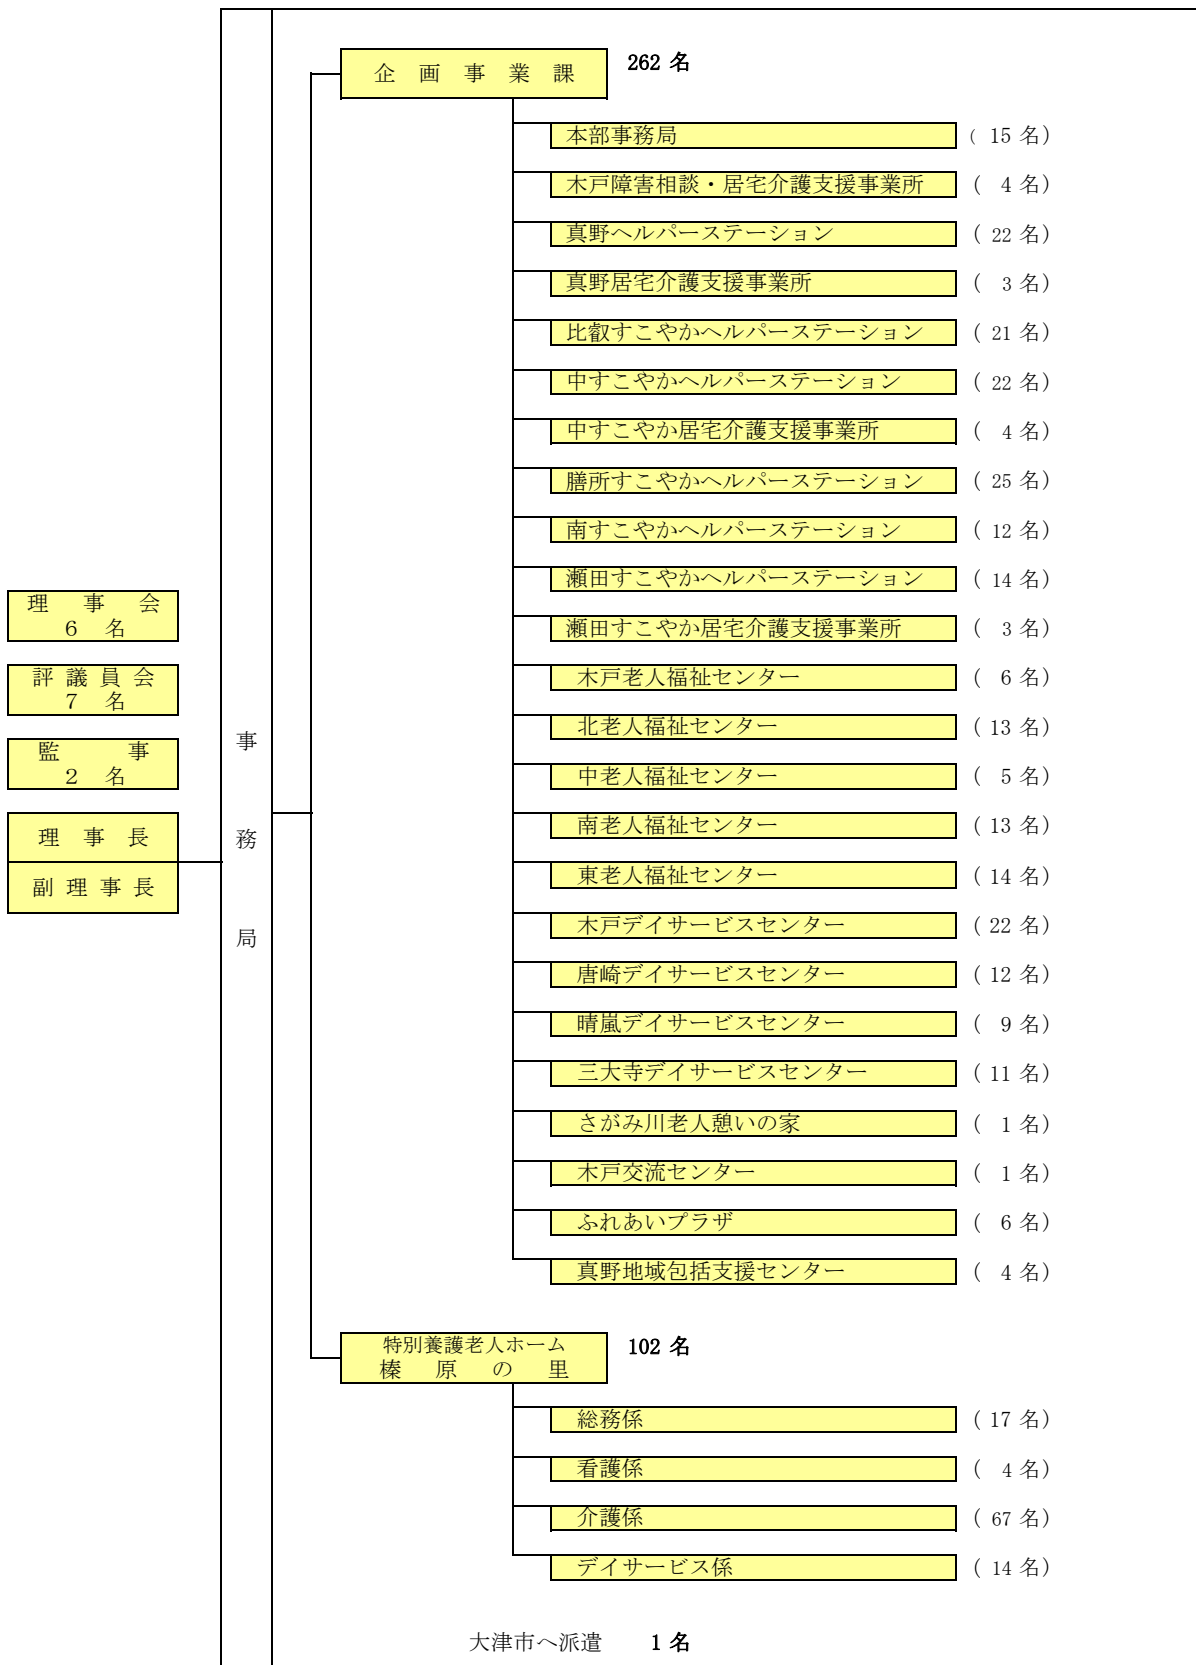 企　画　事　業　課　262 名
本部事務局　( 15 名)
木戸障害相談・居宅介護支援事業所　( 4 名)
真野ヘルパーステーション　( 22 名)
真野居宅介護支援事業所　( 3 名)
比叡すこやかヘルパーステーション　( 21 名)
中すこやかヘルパーステーション　( 22 名)
中すこやか居宅介護支援事業所　( 4 名)
膳所すこやかヘルパーステーション　( 25 名)
南すこやかヘルパーステーション　( 12 名)
瀬田すこやかヘルパーステーション　( 14 名)
瀬田すこやか居宅介護支援事業所　( 3 名)
木戸老人福祉センター　( 6 名)
北老人福祉センター　( 13 名)
中老人福祉センター　( 5 名)
南老人福祉センター　( 13 名)
東老人福祉センター　( 14 名)
木戸デイサービスセンター　( 22 名)
唐崎デイサービスセンター　( 12 名)
晴嵐デイサービスセンター　( 9 名)
三大寺デイサービスセンター　( 11 名)
さがみ川老人憩いの家　( 1 名)
木戸交流センター　( 1 名)
ふれあいプラザ　( 6 名)
真野地域包括支援センター　( 4 名)
理　事　会
6　名
評 議 員 会
7　名
監　　　事
2　名
理　事　長
副 理 事 長
事　務　局
特別養護老人ホーム　102 名
榛　原　の　里
総務係　( 17 名)
看護係　( 4 名)
介護係　( 67 名)
デイサービス係　( 14 名)
大津市へ派遣　1 名